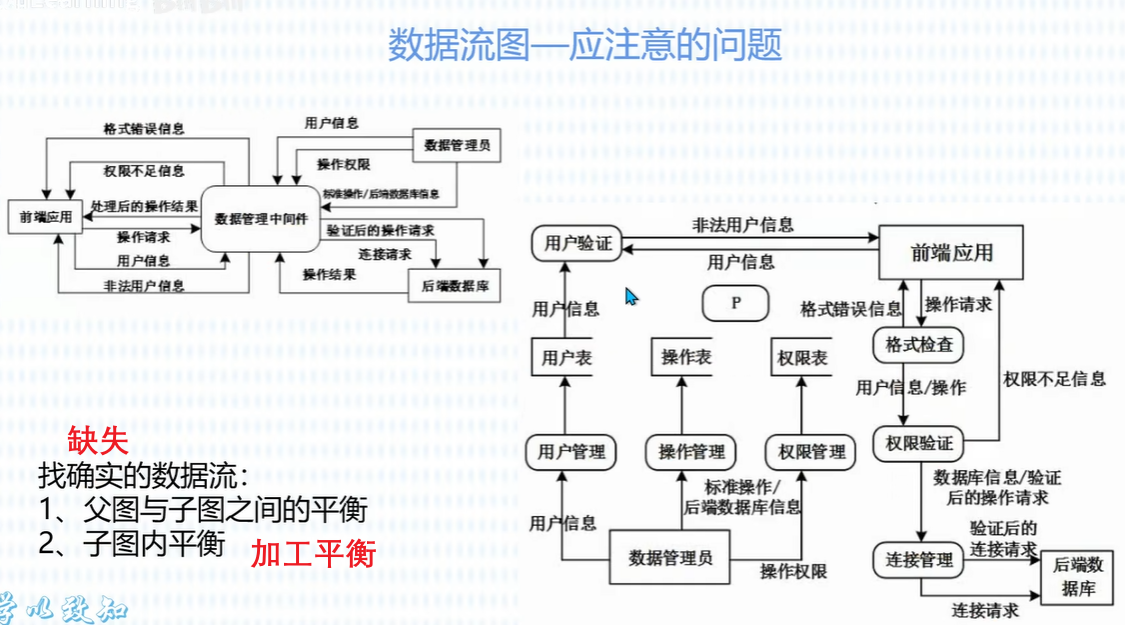 数据流图—应注意的问题
格式错误信息
用户信息
数据管理员
权限不足信息
操作权限
标准操作/后端数据库信息
前端应用
处理后的操作结果
数据管理中间件
操作请求
验证后的操作请求
连接请求
用户信息
操作结果
非法用户信息
后端数据库
用户验证
非法用户信息
用户信息
前端应用
用户信息
P
格式错误信息
操作请求
格式检查
用户表
操作表
权限表
用户信息/操作
权限不足信息
用户管理
操作管理
权限管理
权限验证
标准操作/
后端数据库信息
数据库信息/验证
后的操作请求
用户信息
数据管理员
操作权限
验证后的
连接请求
连接管理
后端数
据库
连接请求
缺失
找确实的数据流：
1、父图与子图之间的平衡
2、子图内平衡
加工平衡
学以致知